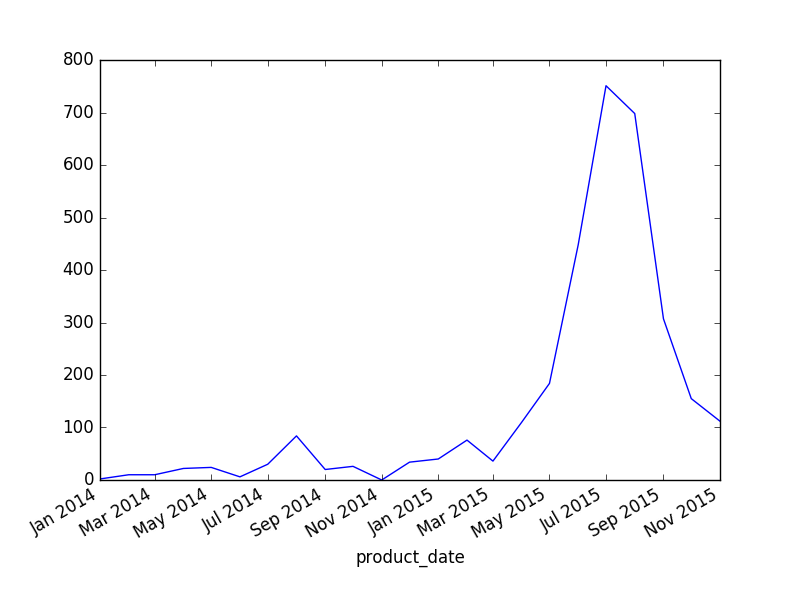 800
700
600
500
400
300
200
100
0
Jan 2014
Mar 2014
May 2014
Jul 2014
Sep 2014
Nov 2014
Jan 2015
Mar 2015
May 2015
Jul 2015
Sep 2015
Nov 2015
product_date